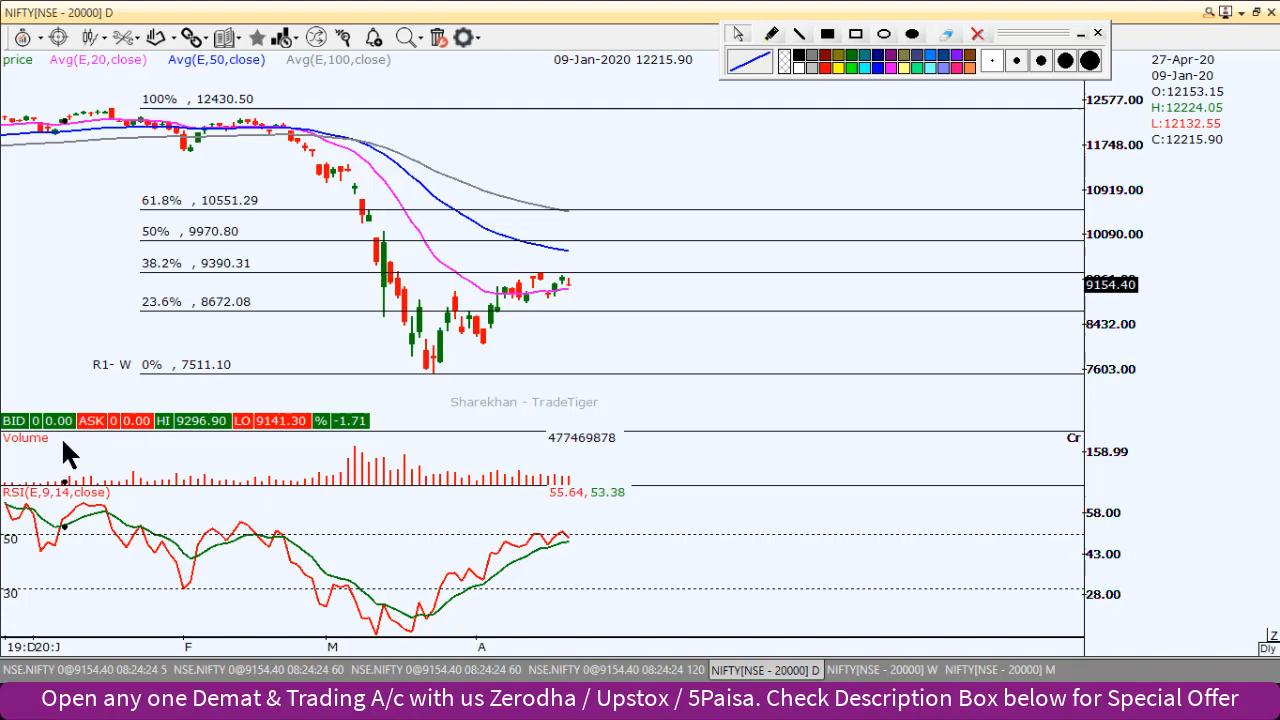 NIFTY[NSE - 20000] D
price Avg(E,20,close) Avg(E,50,close) Avg(E,100,close) 09-Jan-2020 12215.90
27-Apr-20
09-Jan-20
O:12153.15
H:12224.05
L:12132.55
C:12215.90
100% , 12430.50
61.8% , 10551.29
50% , 9970.80
38.2% , 9390.31
23.6% , 8672.08
R1- W 0% , 7511.10
12577.00
11748.00
10919.00
10090.00
9154.40
8432.00
7603.00
Sharekhan - TradeTiger
BID 0 0.00 ASK 0 0.00 HI 9296.90 LO 9141.30 % -1.71
Volume 477469878 Cr
158.99
RSI(E,9,14,close) 55.64, 53.38
58.00
50
43.00
30
28.00
19:D20:J F M A
Z
Dly
NSE.NIFTY 0@9154.40 08:24:24 5 NSE.NIFTY 0@9154.40 08:24:24 60 NSE.NIFTY 0@9154.40 08:24:24 60 NSE.NIFTY 0@9154.40 08:24:24 120 NIFTY[NSE - 20000] D NIFTY[NSE - 20000] W NIFTY[NSE - 20000] M
Open any one Demat & Trading A/c with us Zerodha / Upstox / 5Paisa. Check Description Box below for Special Offer